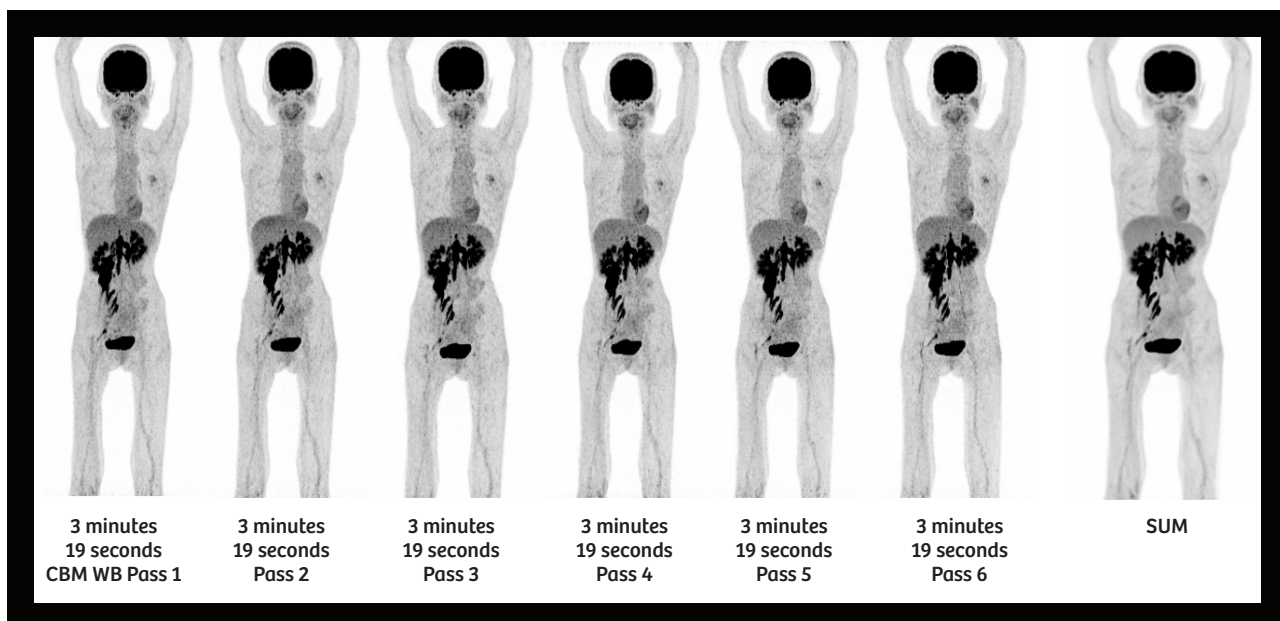 3 minutes
19 seconds
CBM WB Pass 1
3 minutes
19 seconds
Pass 2
3 minutes
19 seconds
Pass 3
3 minutes
19 seconds
Pass 4
3 minutes
19 seconds
Pass 5
3 minutes
19 seconds
Pass 6
SUM